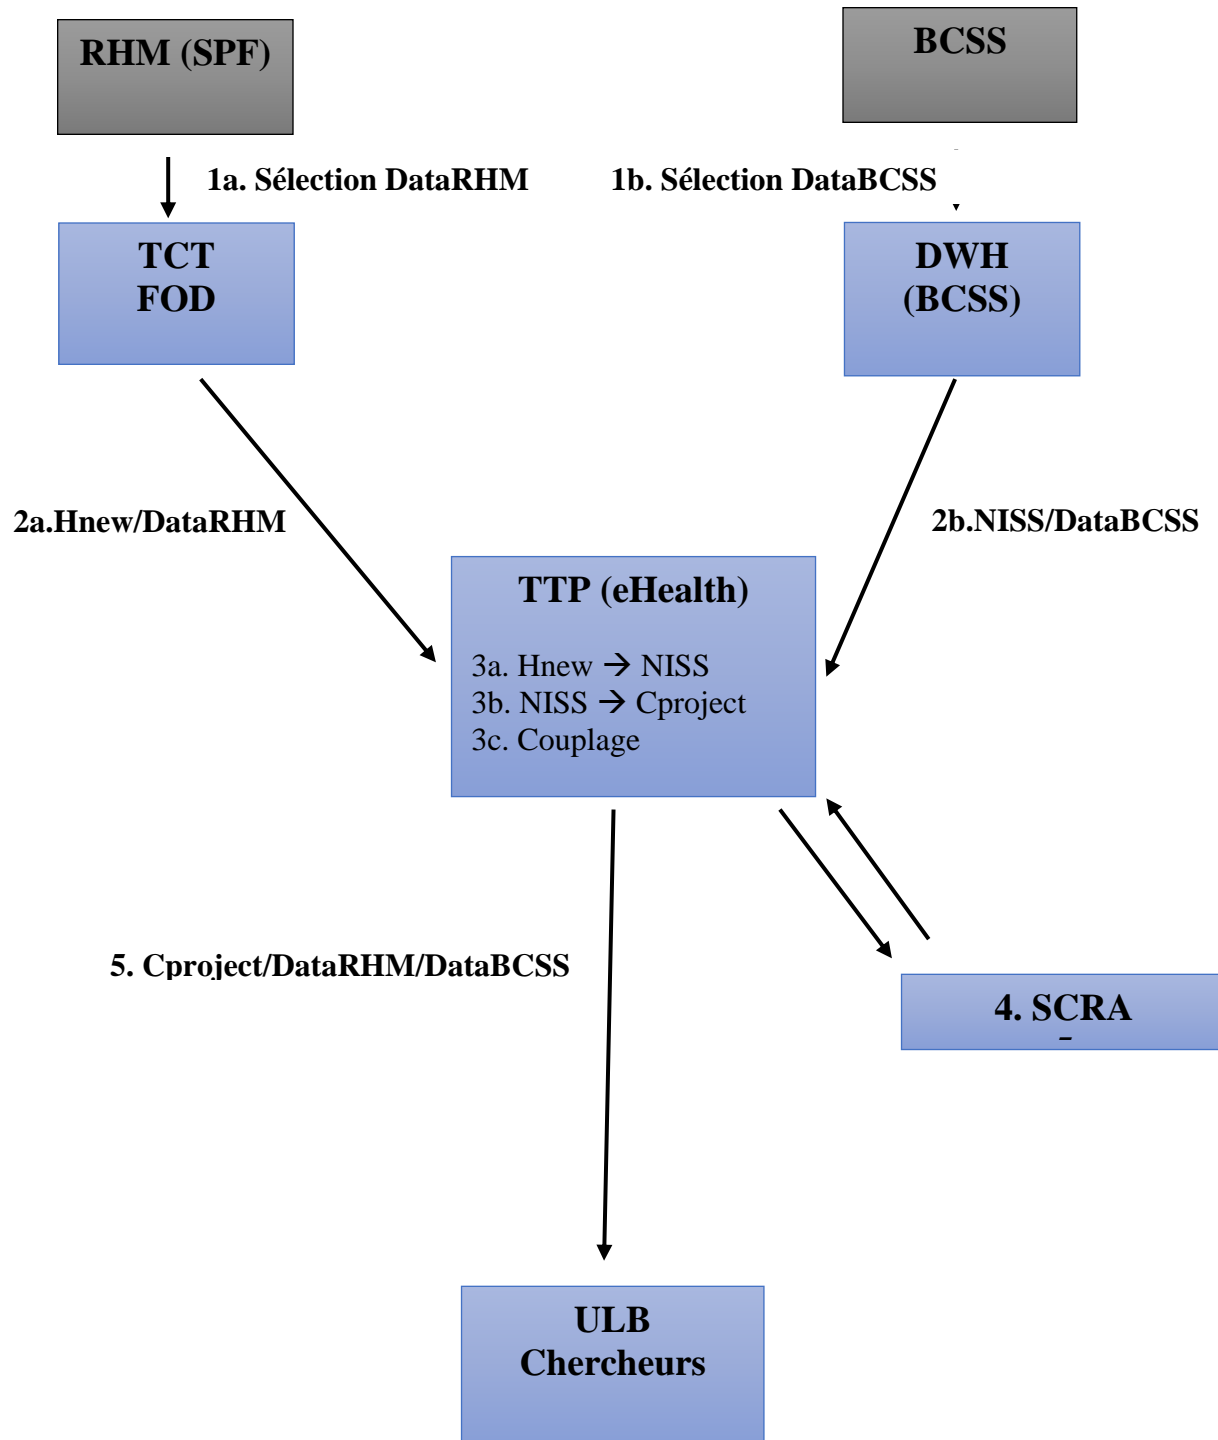 RHM (SPF)
BCSS
1a. Sélection DataRHM
1b. Sélection DataBCSS
TCT
FOD
DWH
(BCSS)
2a.Hnew/DataRHM
2b.NISS/DataBCSS
TTP (eHealth)
3a. Hnew → NISS
3b. NISS → Cproject
3c. Couplage
5. Cproject/DataRHM/DataBCSS
4. SCRA
ULB
Chercheurs